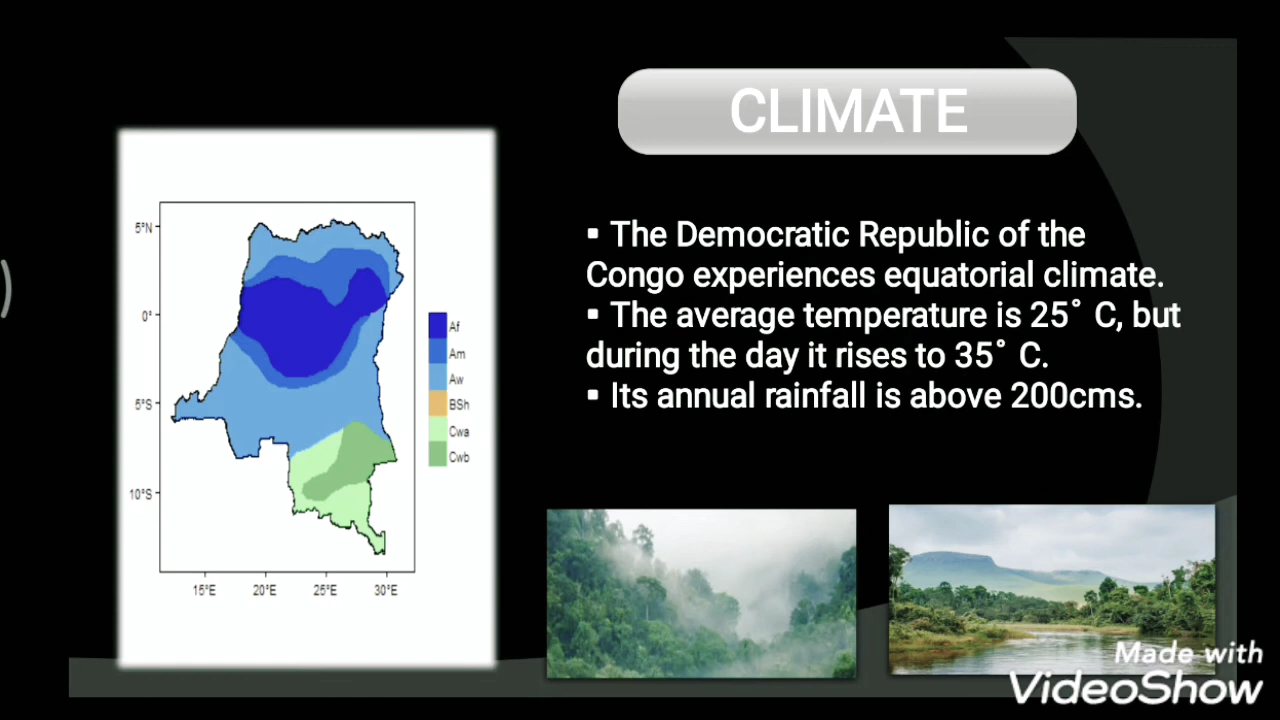 CLIMATE
▪ The Democratic Republic of the
Congo experiences equatorial climate.
▪ The average temperature is 25˚ C, but
during the day it rises to 35˚ C.
▪ Its annual rainfall is above 200cms.
5°N
0°
5°S
10°S
15°E 20°E 25°E 30°E
Af
Am
Aw
BSh
Cwa
Cwb
Made with
VideoShow